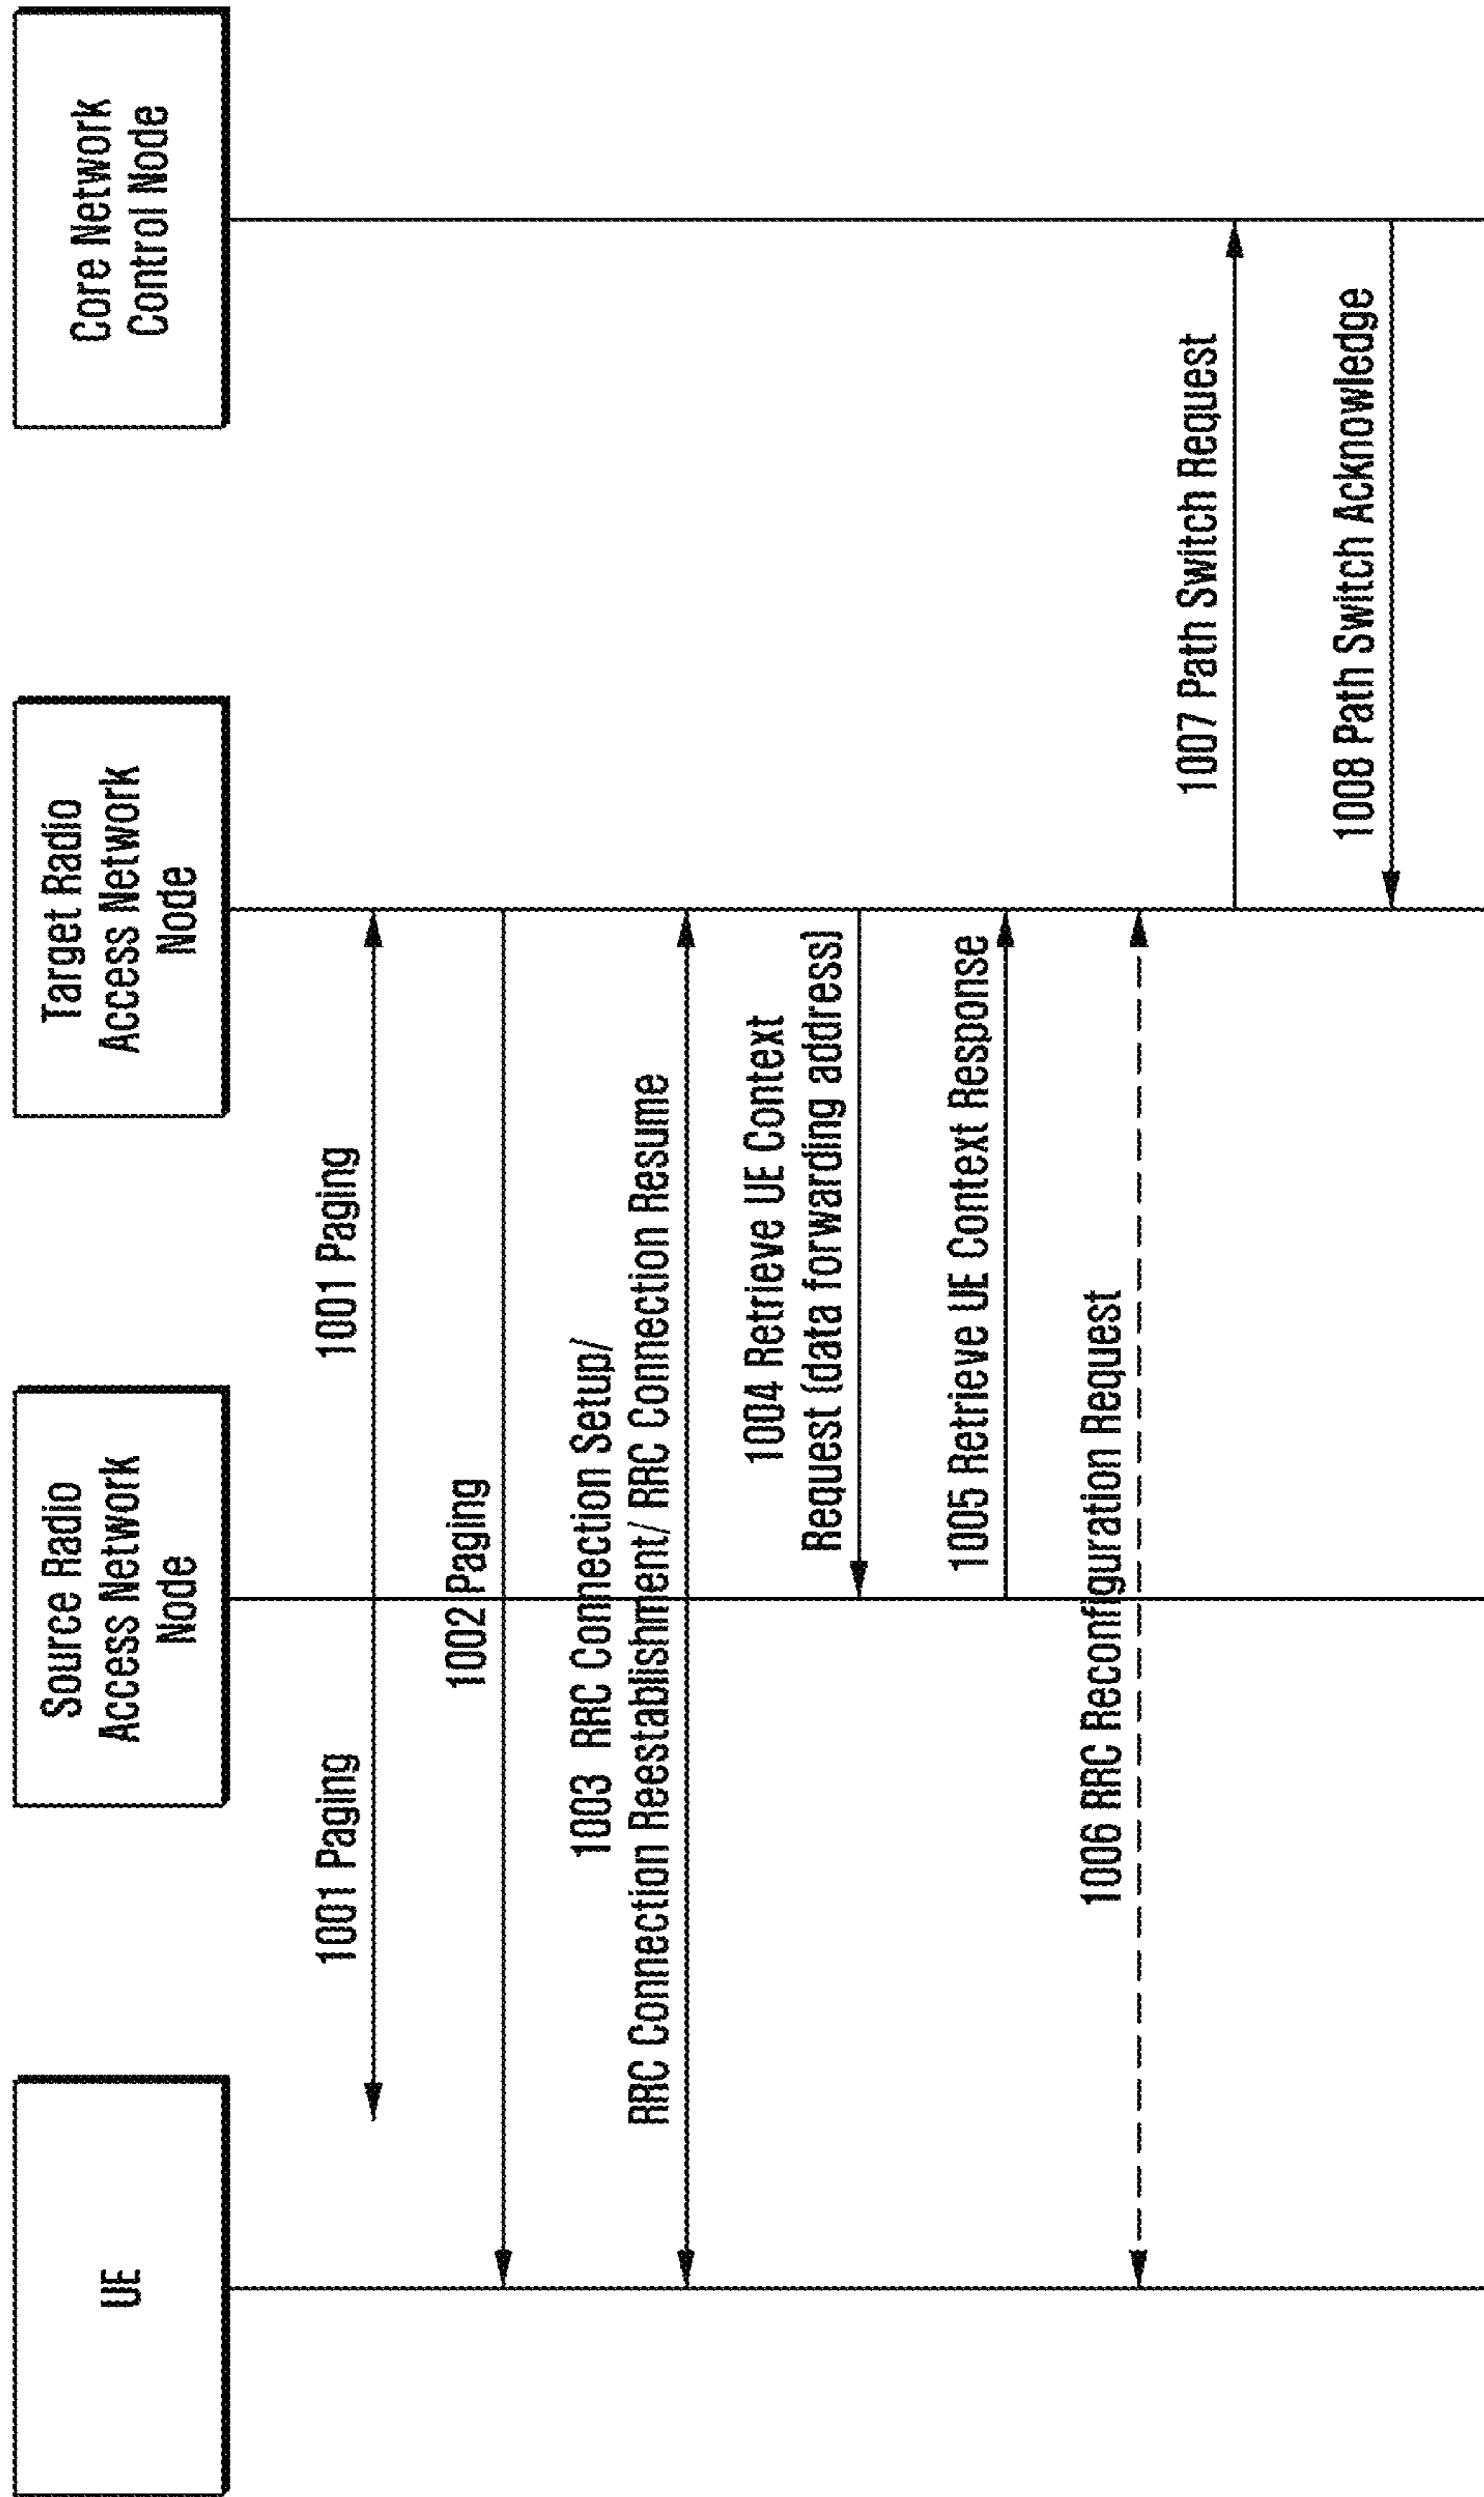 UE
Source Radio
Access Network
Node
Target Radio
Access Network
Node
Core Network
Control Node
1001 Paging
1001 Paging
1002 Paging
1003 RRC Connection Setup/
RRC Connection Reestablishment/ RRC Connection Resume
1004 Retrieve UE Context
Request (data forwarding address)
1005 Retrieve UE Context Response
1006 RRC Reconfiguration Request
1007 Path Switch Request
1008 Path Switch Acknowledge